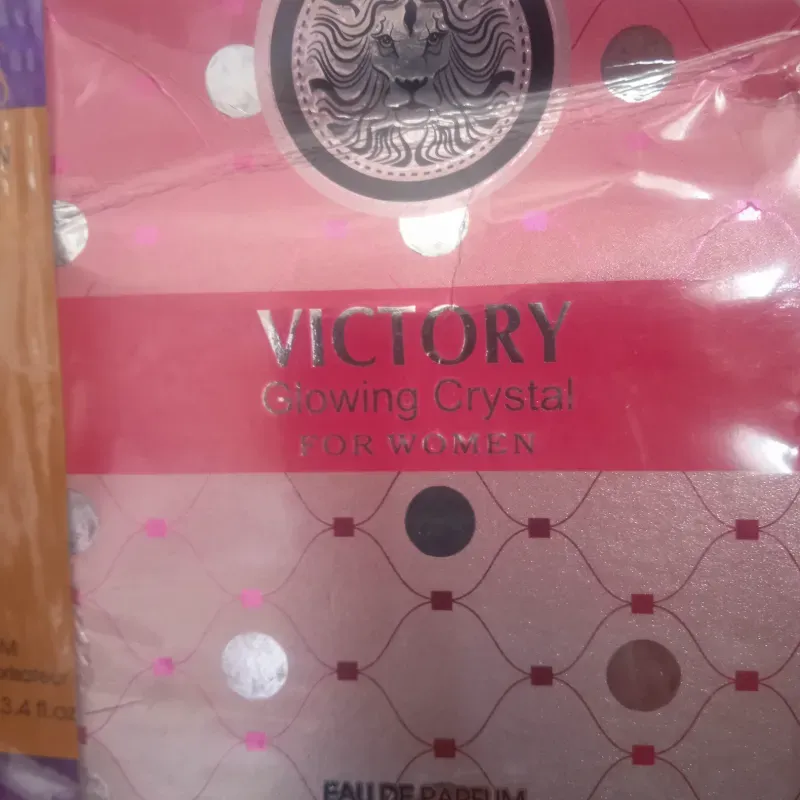 VICTORY
Glowing Crystal
FOR WOMEN
EAU DE PARFUM
3.4 fl.oz